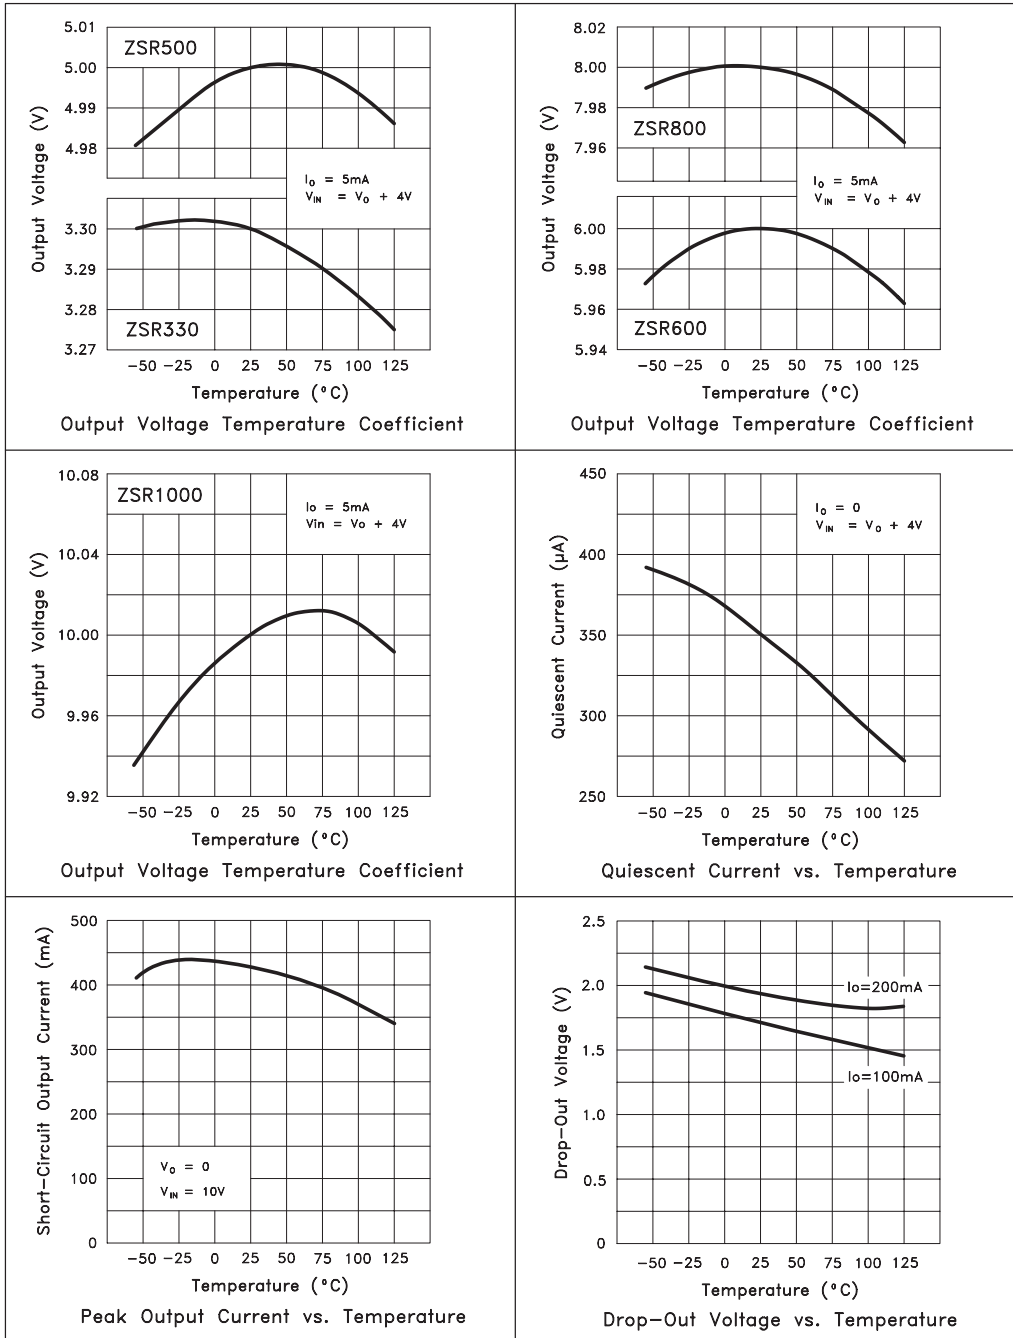 5.01
5.00
4.99
4.98
3.30
3.29
3.28
3.27
Output Voltage (V)
ZSR500
I₀ = 5mA
V_IN = V₀ + 4V
ZSR330
−50 −25 0 25 50 75 100 125
Temperature (°C)
Output Voltage Temperature Coefficient
8.02
8.00
7.98
7.96
6.00
5.98
5.96
5.94
Output Voltage (V)
ZSR800
I₀ = 5mA
V_IN = V₀ + 4V
ZSR600
−50 −25 0 25 50 75 100 125
Temperature (°C)
Output Voltage Temperature Coefficient
10.08
10.04
10.00
9.96
9.92
Output Voltage (V)
ZSR1000
Io = 5mA
Vin = Vo + 4V
−50 −25 0 25 50 75 100 125
Temperature (°C)
Output Voltage Temperature Coefficient
450
400
350
300
250
Quiescent Current (µA)
I₀ = 0
V_IN = V₀ + 4V
−50 −25 0 25 50 75 100 125
Temperature (°C)
Quiescent Current vs. Temperature
500
400
300
200
100
0
Short-Circuit Output Current (mA)
V₀ = 0
V_IN = 10V
−50 −25 0 25 50 75 100 125
Temperature (°C)
Peak Output Current vs. Temperature
2.5
2.0
1.5
1.0
0.5
0
Drop-Out Voltage (V)
Io=200mA
Io=100mA
−50 −25 0 25 50 75 100 125
Temperature (°C)
Drop-Out Voltage vs. Temperature